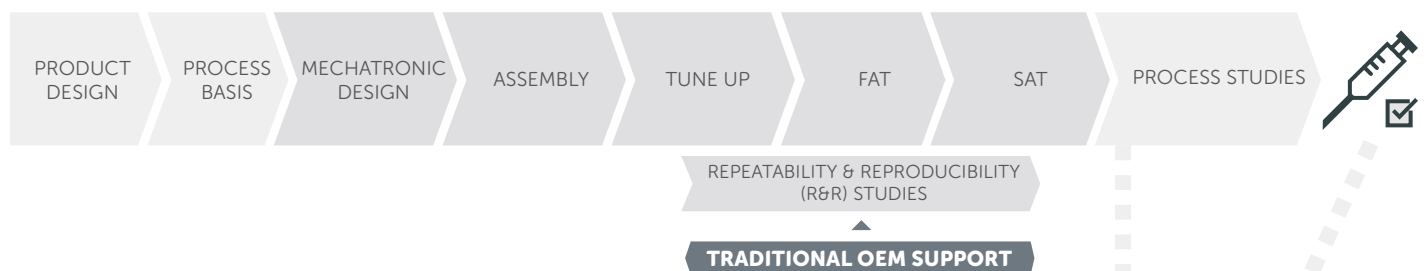 PRODUCT
DESIGN
PROCESS
BASIS
MECHATRONIC
DESIGN
ASSEMBLY
TUNE UP
FAT
SAT
PROCESS STUDIES
REPEATABILITY & REPRODUCIBILITY
(R&R) STUDIES
TRADITIONAL OEM SUPPORT